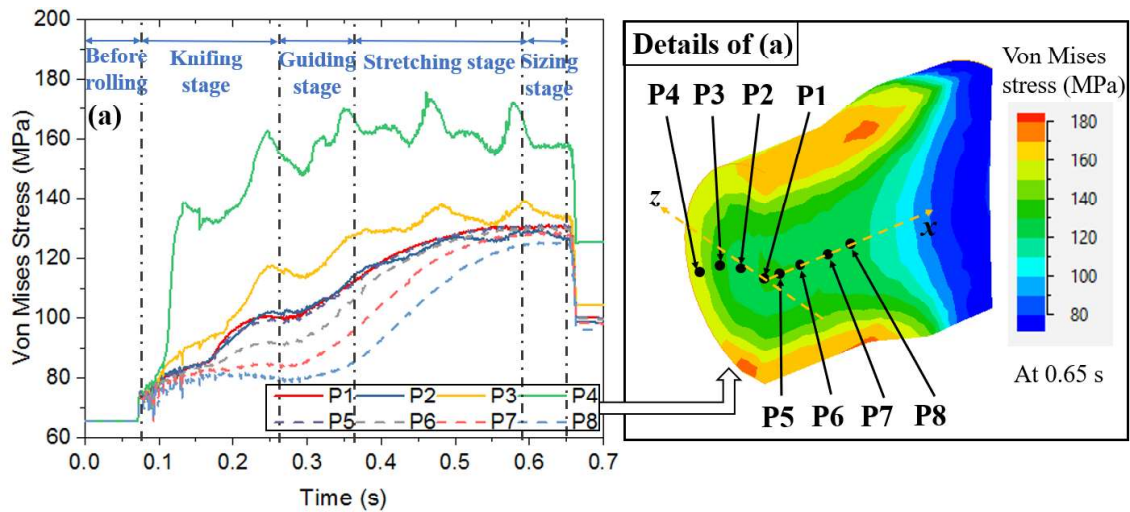 200
180
160
140
120
100
80
60
Von Mises Stress (MPa)
Before
rolling
Knifing
stage
Guiding
stage
Stretching stage
Sizing
stage
(a)
P1 P2 P3 P4
P5 P6 P7 P8
0.0 0.1 0.2 0.3 0.4 0.5 0.6 0.7
Time (s)
Details of (a)
P4 P3 P2 P1
z
x
P5 P6 P7 P8
Von Mises
stress (MPa)
180
160
140
120
100
80
At 0.65 s